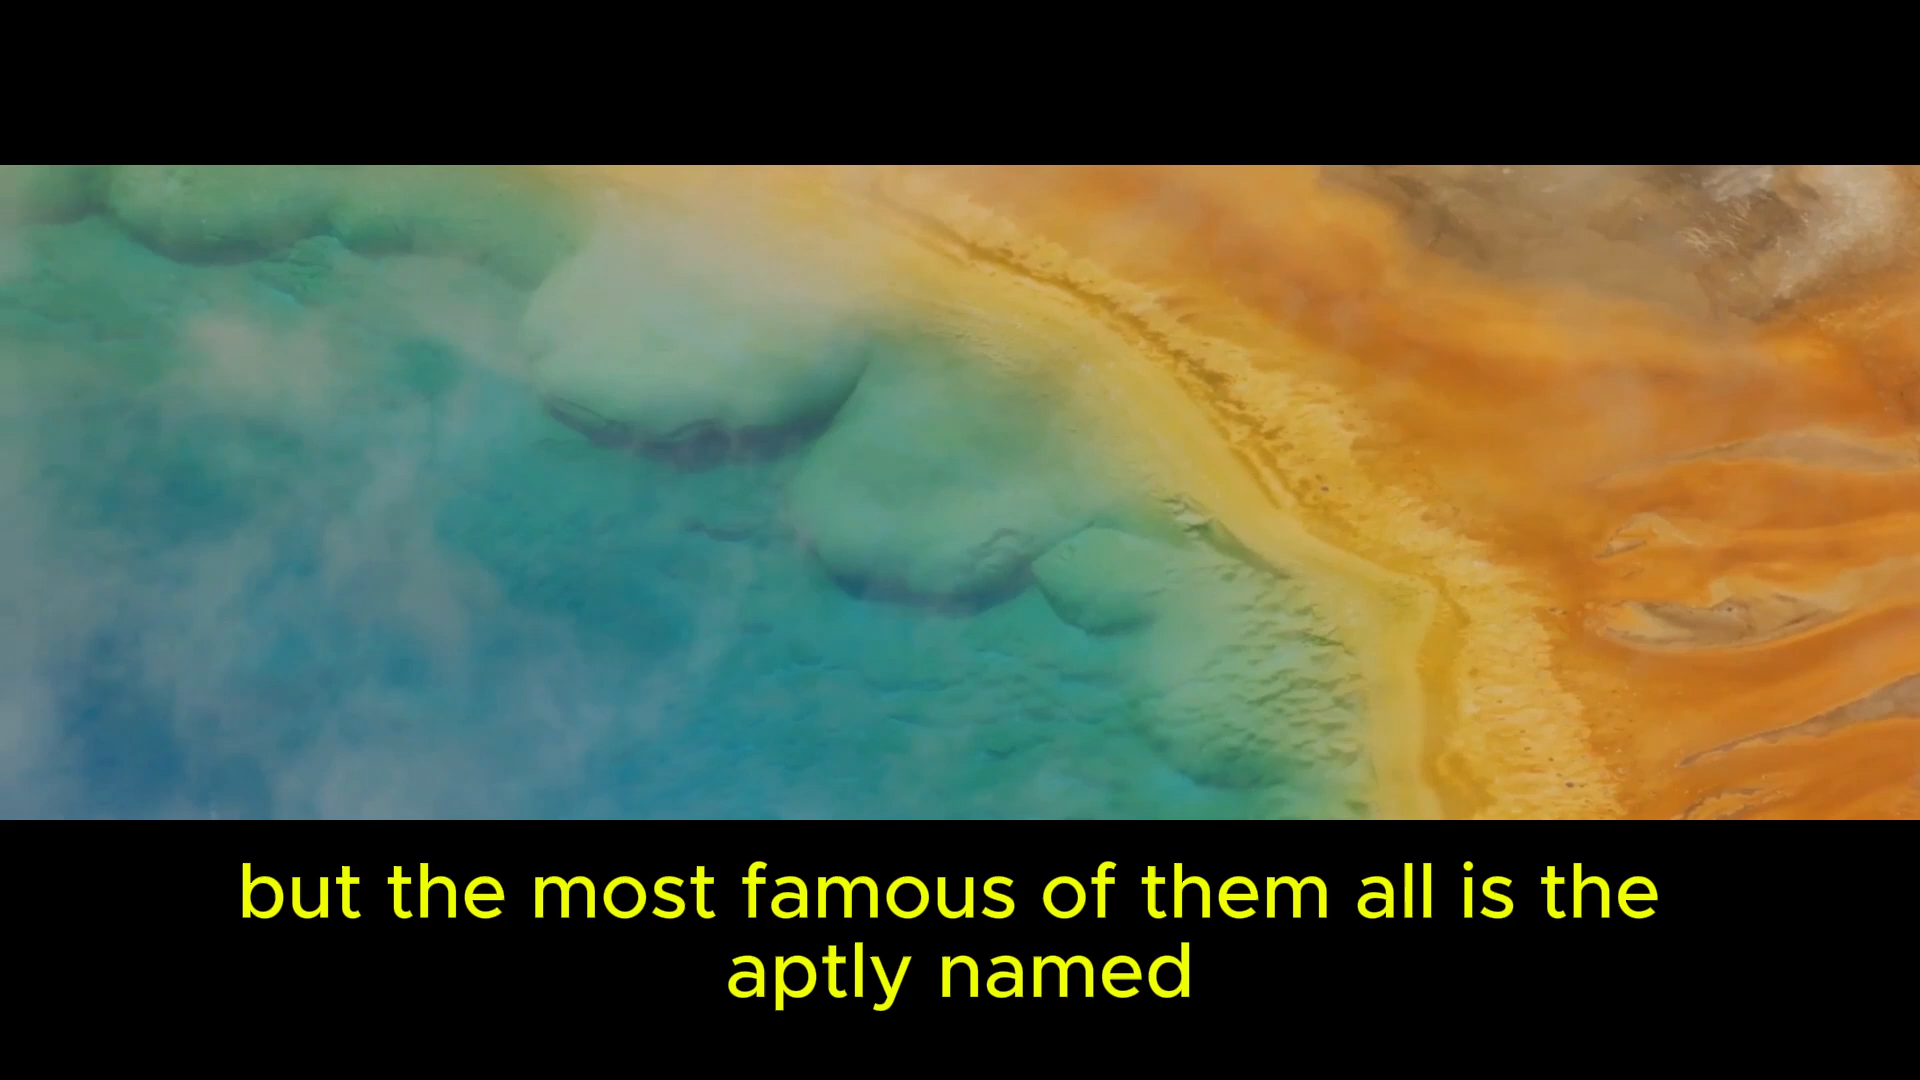 but the most famous of them all is the
aptly named